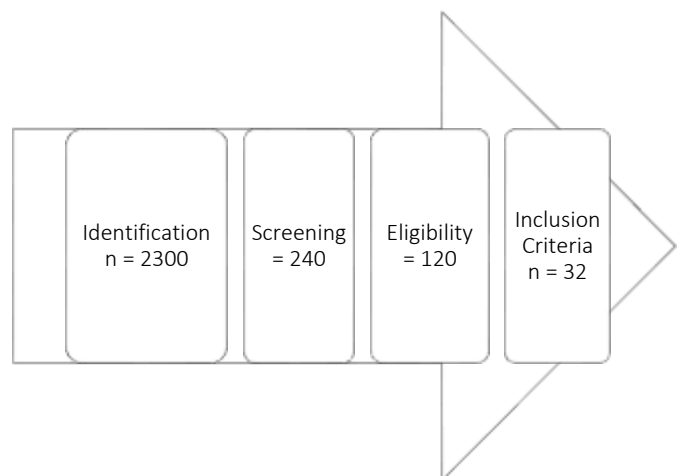 Identification
n = 2300
Screening
= 240
Eligibility
= 120
Inclusion
Criteria
n = 32